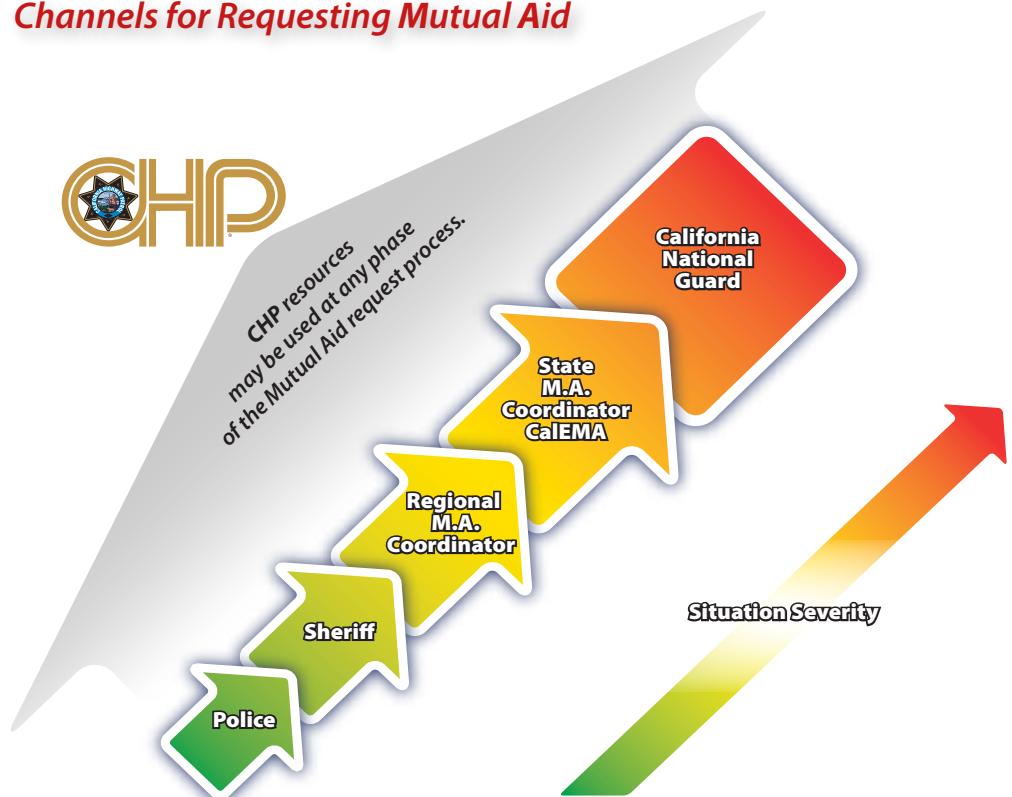 Channels for Requesting Mutual Aid
CHP
CHP resources
may be used at any phase
of the Mutual Aid request process.
California
National
Guard
State
M.A.
Coordinator
CalEMA
Regional
M.A.
Coordinator
Sheriff
Police
Situation Severity